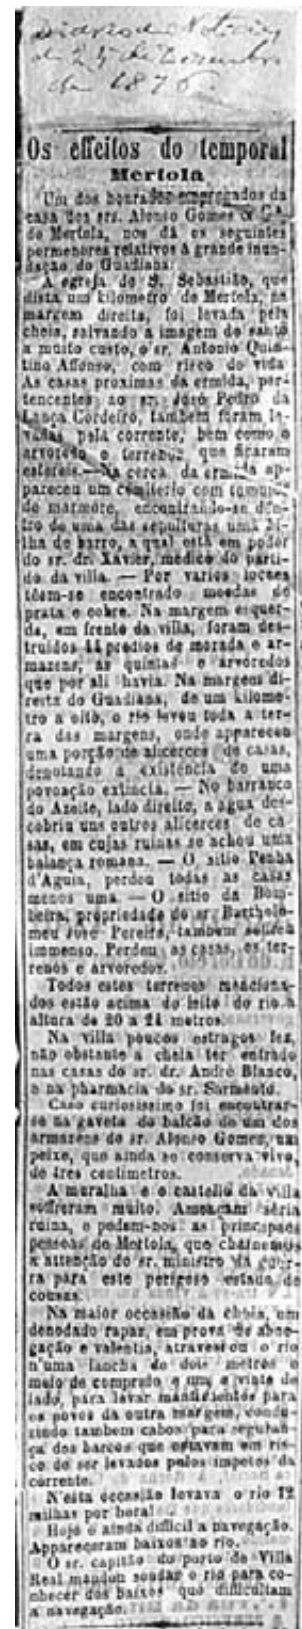 Diario de Noticias
de 25 de Dezembro
de 1876
Os effeitos do temporal
Mertola
Um dos honrados empregados da
casa dos srs. Alonso Gomes & C.ª
de Mertola, nos dá os seguintes
permenores relativos á grande inun-
dação do Guadiana:
A egreja de S. Sebastião, que
dista um kilometro de Mertola, na
margem direita, foi levada pela
cheia, salvando a imagem do santo
a muito custo, o sr. Antonio Quin-
tino Affonso, com risco de vida
As casas proximas da ermida, per-
tencentes ao sr. José Pedro da
Lança Cordeiro, tambem foram le-
vadas pela corrente, bem como o
arvoredo e terrenos que ficaram
estereis.—Na cerca da ermida ap-
pareceu um cemiterio com tumulos
de marmore, encontrando-se den-
tro de uma das sepulturas uma bi-
lha de barro, a qual está em poder
do sr. dr. Xavier, medico do parti-
do da villa. — Por varios locaes
têem-se encontrado moedas de
prata e cobre. Na margem esquer-
da, em frente da villa, foram des-
truidos 44 predios de morada e ar-
mazens, as quintas e arvoredos
que por ali havia. Na margem di-
reita do Guadiana, de um kilome-
tro a oito, o rio levou toda a ter-
ra das margens, onde appareceu
uma porção de alicerces de casas,
denotando a existencia de uma
povoação extincta. — No barranco
do Azeite, lado direito, a agua des-
cobriu uns outros alicerces de ca-
sas, em cujas ruinas se achou uma
balança romana. — O sitio Penha
d'Aguia, perdeu todas as casas
menos uma. — O sitio da Bom-
beira, propriedade do sr. Bartholo-
meu José Pereira, tambem soffreu
immenso. Perdeu as casas, os ter-
renos e arvoredos.
Todos estes terrenos menciona-
dos estão acima do leito do rio á
altura de 20 a 24 metros.
Na villa poucos estragos fez,
não obstante a cheia ter entrado
nas casas do sr. dr. André Blanco,
e na pharmacia do sr. Sarmento.
Caso curiosissimo foi encontrar-
se na gaveta do balcão de um dos
armazens do sr. Alonso Gomes, um
peixe, que ainda se conserva vivo,
de tres centimetros.
A muralha e o castello da villa
soffreram muito. Ameaçam séria
ruina, e pedem-nos as principaes
pessoas de Mertola, que chamemos
a attenção do sr. ministro da guer-
ra para este perigoso estado de
cousas.
Na maior occasião da cheia, um
denodado rapaz, em prova de abne-
gação e valentia, atravessou o rio
n'uma lancha de dois metros e
meio de comprido e um e vinte de
lado, para levar mantimentos para
os povos da outra margem, condu-
zindo tambem cabos para seguran-
ça dos barcos que estavam em ris-
co de ser levados pelos impetos da
corrente.
N'esta occasião levava o rio 12
milhas por hora!
Hoje é ainda difficil a navegação.
Appareceram baixos no rio.
O sr. capitão do porto de Villa
Real mandou sondar o rio para co-
nhecer dos baixos que difficultam
a navegação.